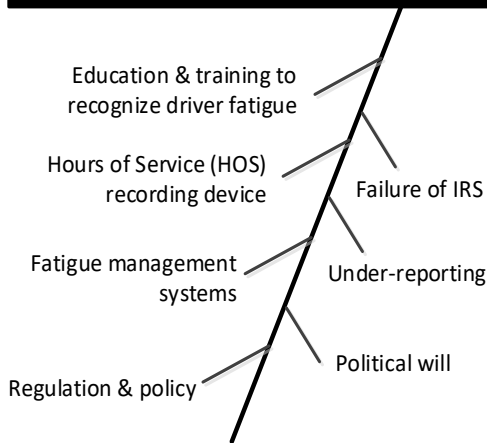 Education & training to
recognize driver fatigue
Hours of Service (HOS)
recording device
Failure of IRS
Fatigue management
systems
Under-reporting
Political will
Regulation & policy